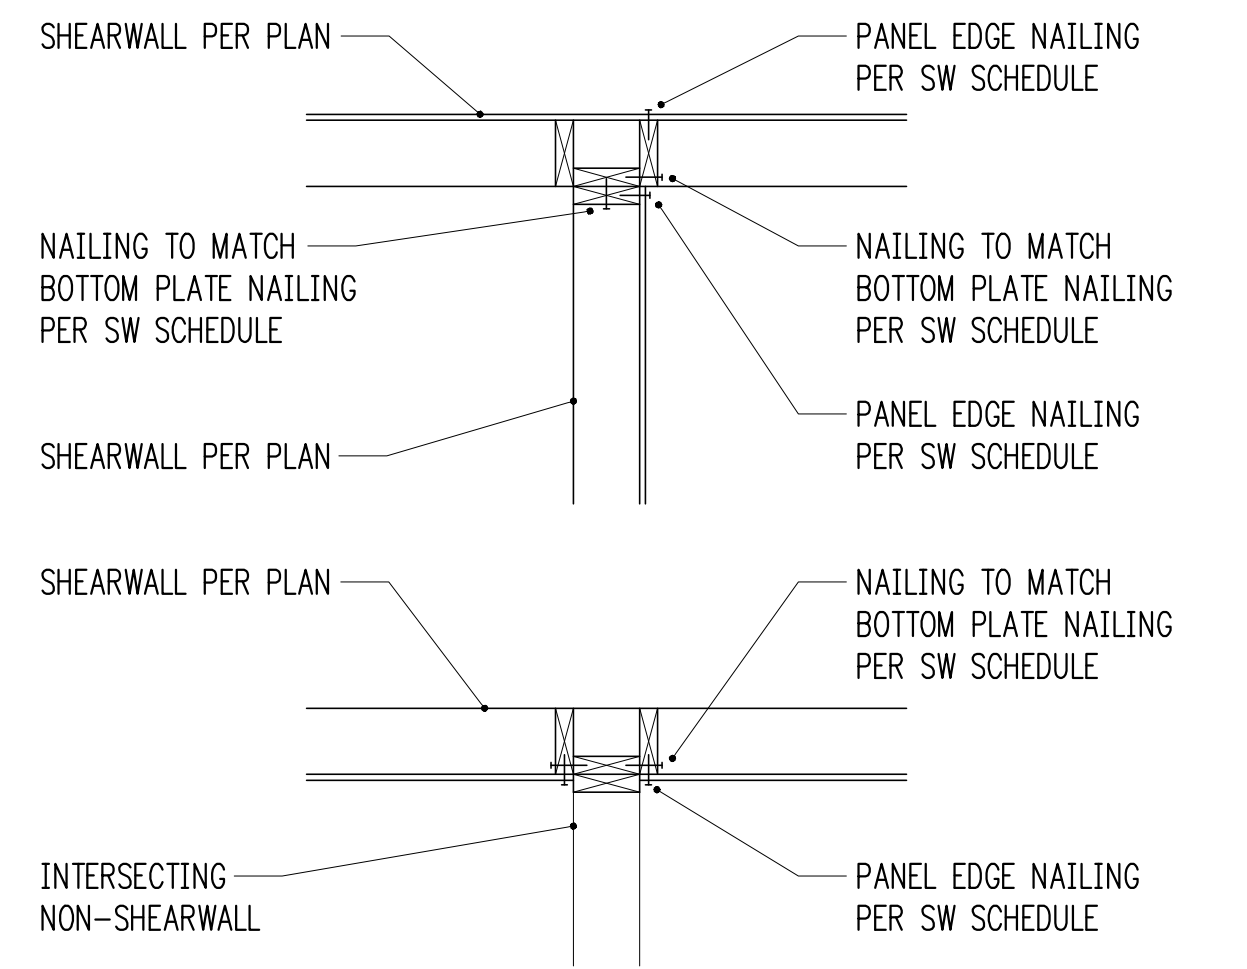 SHEARWALL PER PLAN
PANEL EDGE NAILING
PER SW SCHEDULE
NAILING TO MATCH
BOTTOM PLATE NAILING
PER SW SCHEDULE
NAILING TO MATCH
BOTTOM PLATE NAILING
PER SW SCHEDULE
PANEL EDGE NAILING
PER SW SCHEDULE
SHEARWALL PER PLAN
SHEARWALL PER PLAN
NAILING TO MATCH
BOTTOM PLATE NAILING
PER SW SCHEDULE
INTERSECTING
NON-SHEARWALL
PANEL EDGE NAILING
PER SW SCHEDULE